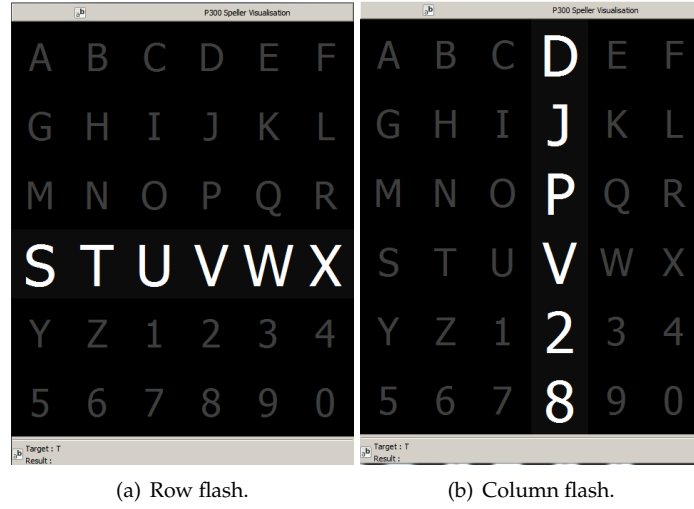 P300 Speller Visualisation
A B C D E F
G H I J K L
M N O P Q R
S T U V W X
Y Z 1 2 3 4
5 6 7 8 9 0
Target : T
Result :
(a) Row flash.
P300 Speller Visualisation
A B C D E F
G H I J K L
M N O P Q R
S T U V W X
Y Z 1 2 3 4
5 6 7 8 9 0
Target : T
Result :
(b) Column flash.